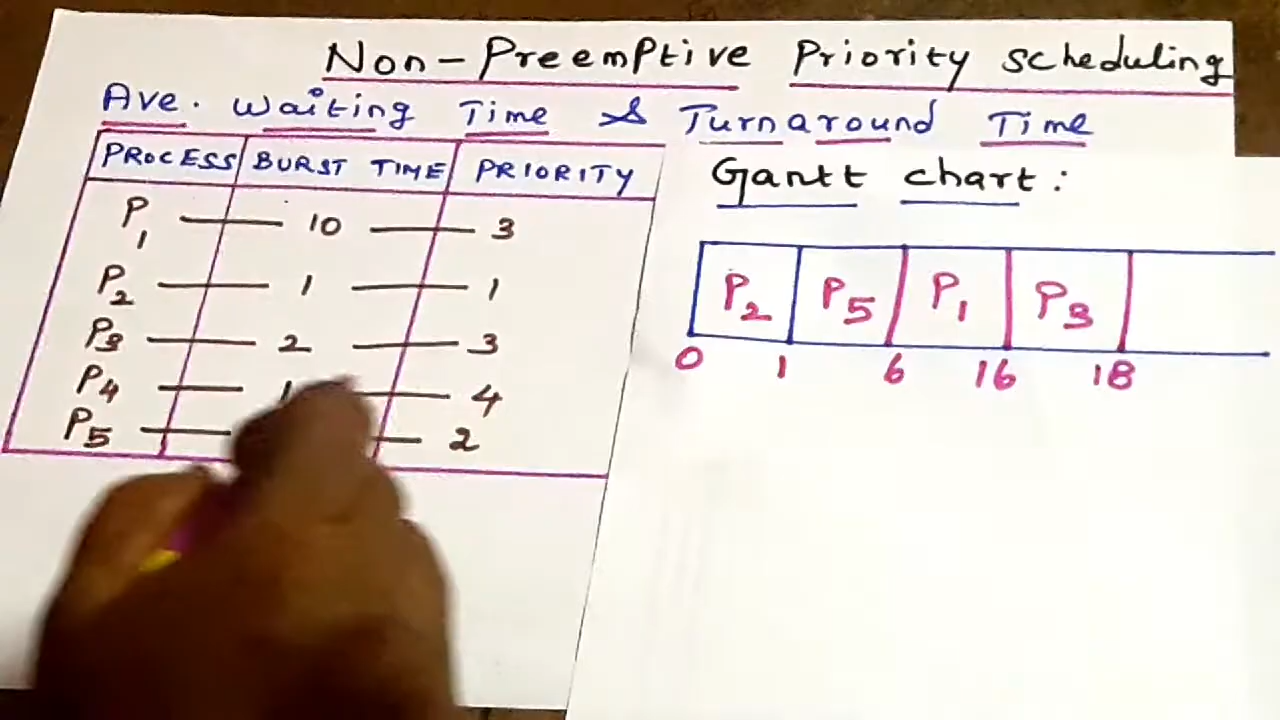 Non-Preemptive Priority scheduling
Ave. Waiting Time & Turnaround Time
PROCESS BURST TIME PRIORITY
P1 10 3
P2 1 1
P3 2 3
P4 4
P5 2
Gantt chart:
P2 P5 P1 P3
0 1 6 16 18